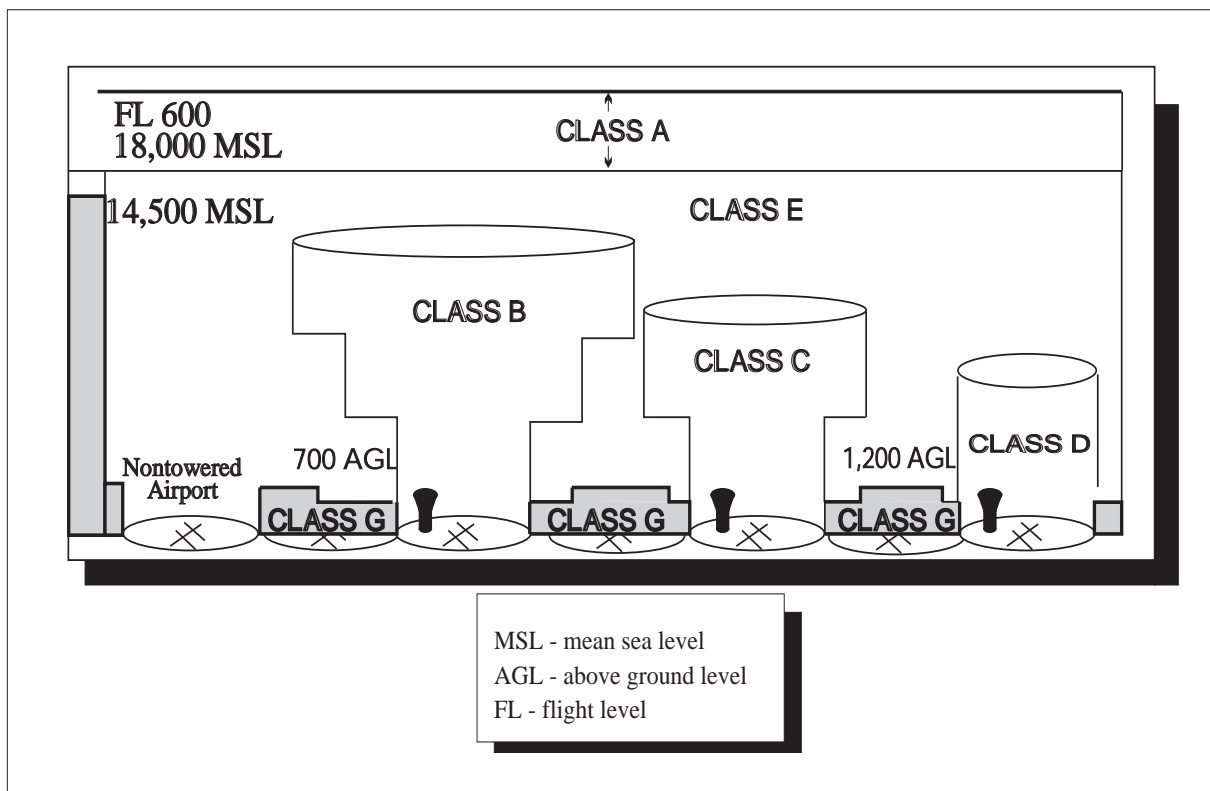 FL 600
18,000 MSL
CLASS A
14,500 MSL
CLASS E
CLASS B
CLASS C
CLASS D
Nontowered
Airport
700 AGL
1,200 AGL
CLASS G
CLASS G
CLASS G
MSL - mean sea level
AGL - above ground level
FL - flight level